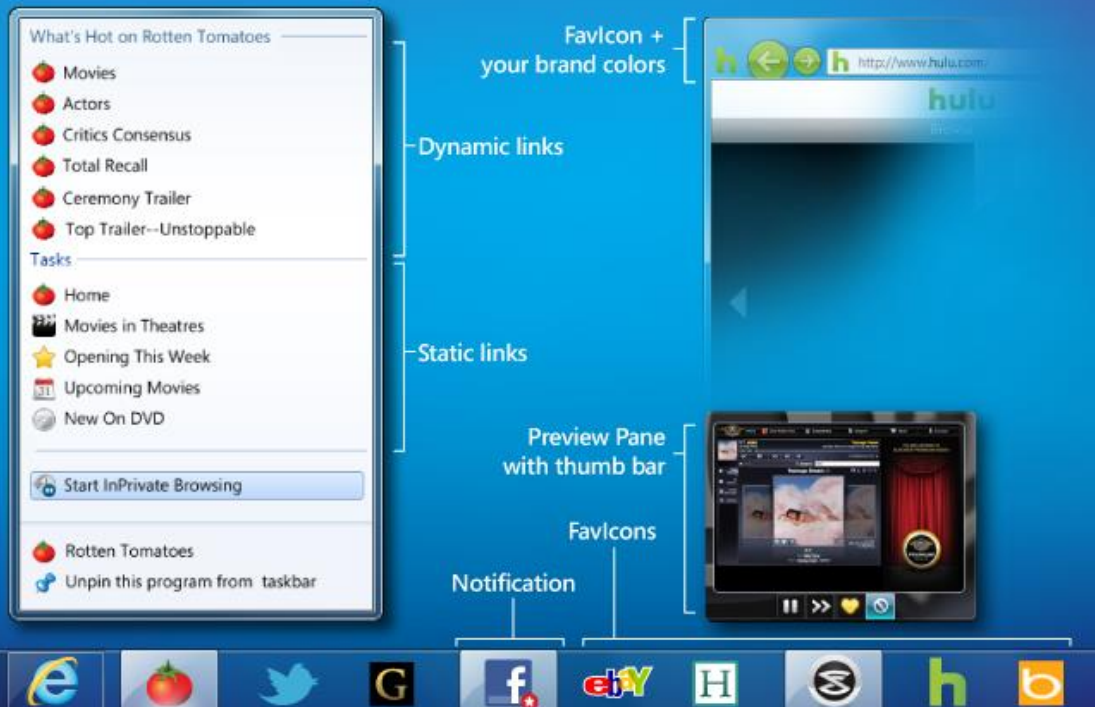 What's Hot on Rotten Tomatoes
Movies
Actors
Critics Consensus
Total Recall
Ceremony Trailer
Top Trailer--Unstoppable
Tasks
Home
Movies in Theatres
Opening This Week
Upcoming Movies
31
New On DVD
Start InPrivate Browsing
Rotten Tomatoes
Unpin this program from taskbar
Dynamic links
Static links
FavIcon +
your brand colors
h
h http://www.hulu.com/
hulu
Preview Pane
with thumb bar
FavIcons
Notification
e
G
f
ebaY
H
S
h
b